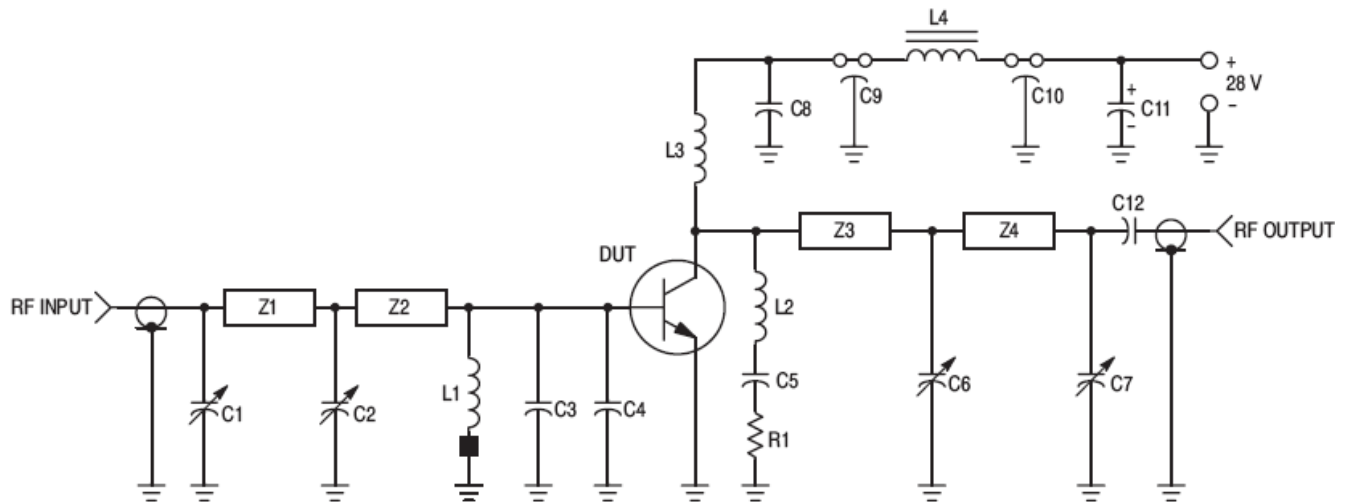 L4
+
28 V
–
C8
C9
C10
+
C11
–
L3
C12
Z3
Z4
RF OUTPUT
DUT
RF INPUT
Z1
Z2
L2
L1
C5
C6
C7
C1
C2
C3
C4
R1